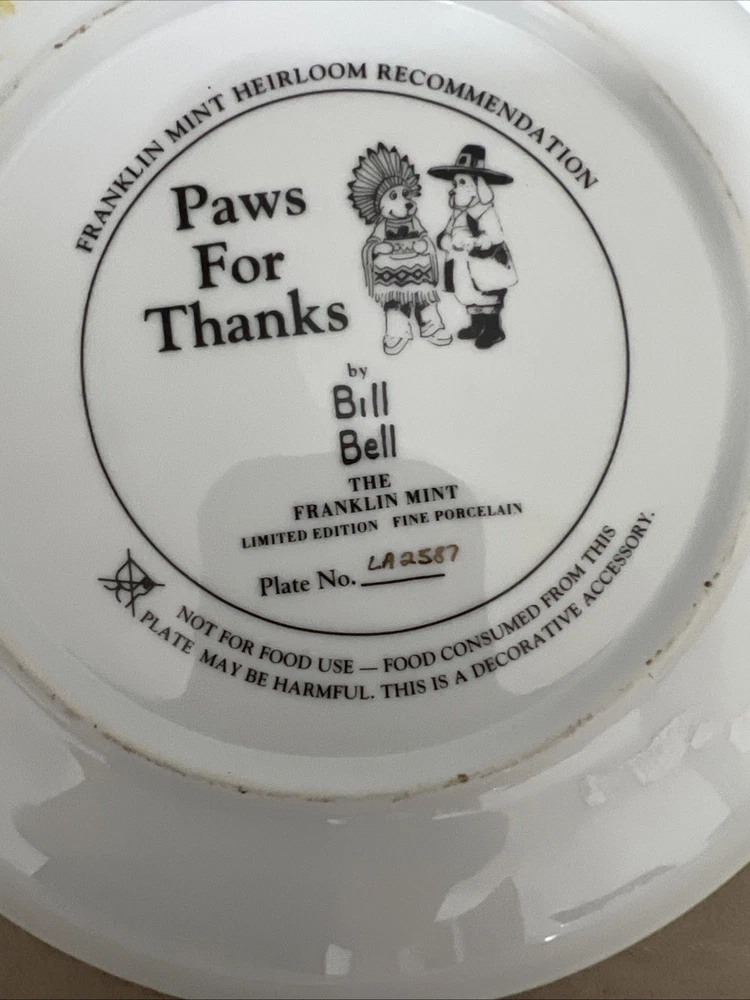 FRANKLIN MINT HEIRLOOM RECOMMENDATION
Paws
For
Thanks
by
Bill
Bell
THE
FRANKLIN MINT
LIMITED EDITION FINE PORCELAIN
Plate No. LA2587
NOT FOR FOOD USE — FOOD CONSUMED FROM THIS
PLATE MAY BE HARMFUL. THIS IS A DECORATIVE ACCESSORY.